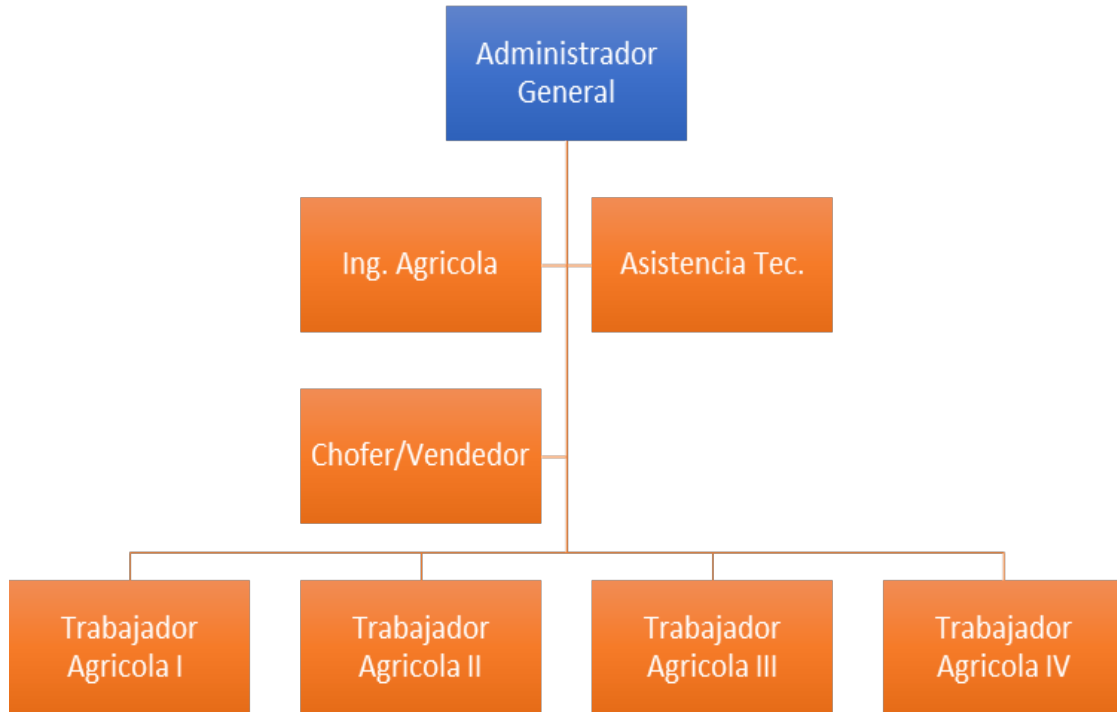 Administrador
General
Ing. Agricola
Asistencia Tec.
Chofer/Vendedor
Trabajador
Agricola I
Trabajador
Agricola II
Trabajador
Agricola III
Trabajador
Agricola IV